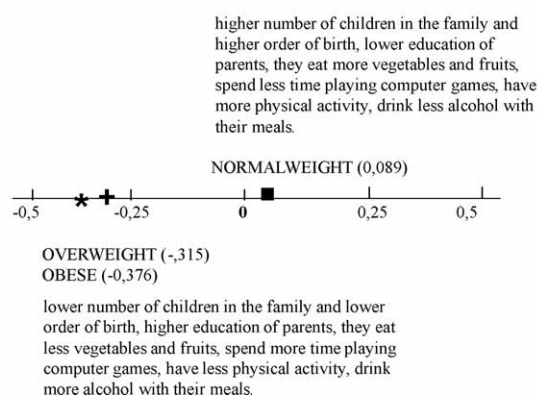 higher number of children in the family and
higher order of birth, lower education of
parents, they eat more vegetables and fruits,
spend less time playing computer games, have
more physical activity, drink less alcohol with
their meals.
NORMALWEIGHT (0,089)
-0,5 -0,25 0 0,25 0,5
OVERWEIGHT (-,315)
OBESE (-0,376)
lower number of children in the family and lower
order of birth, higher education of parents, they eat
less vegetables and fruits, spend more time playing
computer games, have less physical activity, drink
more alcohol with their meals.